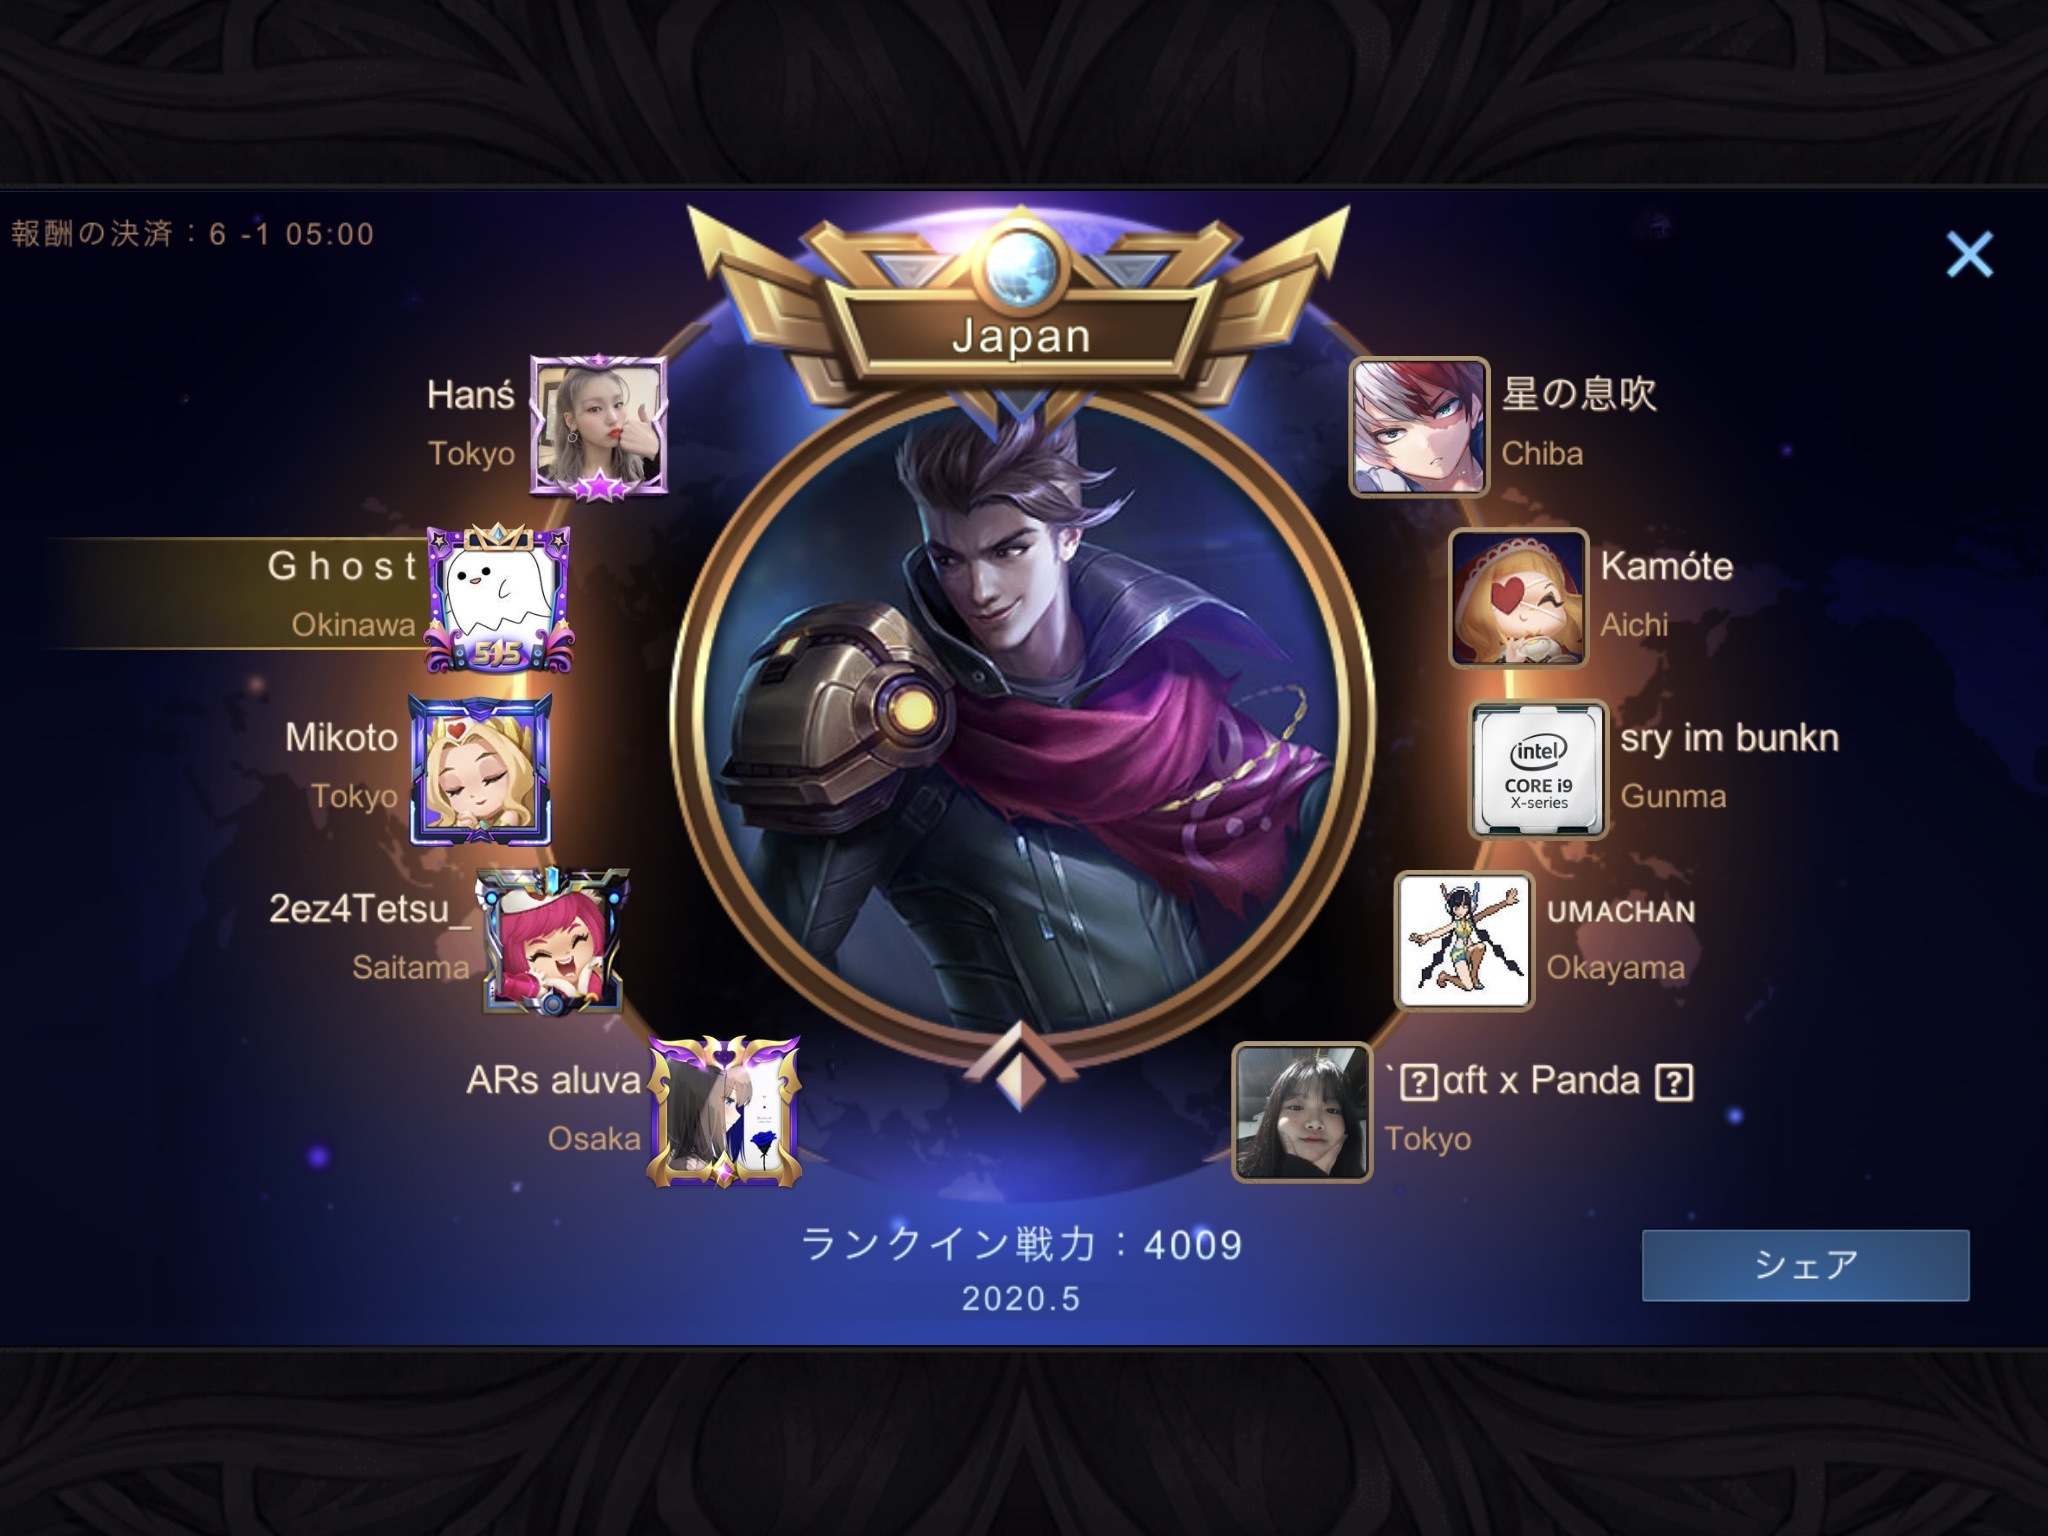 報酬の決済：6 -1 05:00
Japan
Hanś
Tokyo
Ghost
Okinawa
515
Mikoto
Tokyo
2ez4Tetsu_
Saitama
ARs aluva
Osaka
星の息吹
Chiba
Kamóte
Aichi
intel
CORE i9
X-series
sry im bunkn
Gunma
UMACHAN
Okayama
`?αft x Panda ?
Tokyo
ランクイン戦力：4009
2020.5
シェア